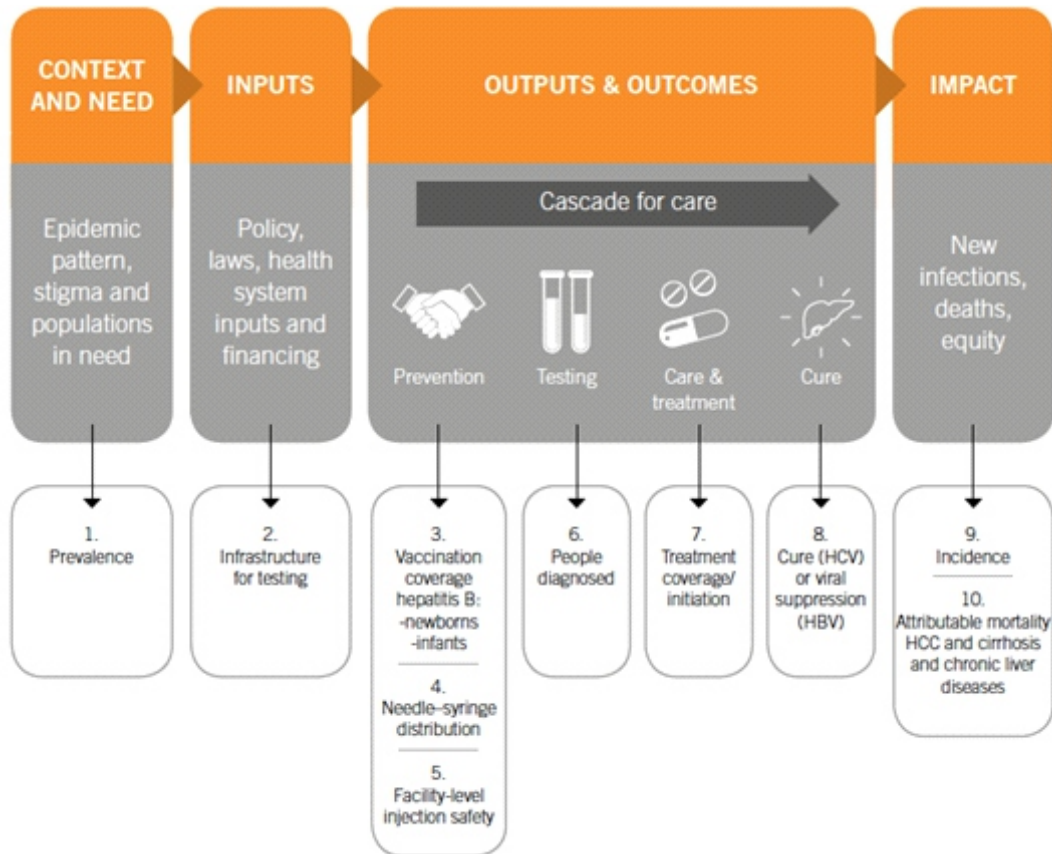 CONTEXT
AND NEED
INPUTS
OUTPUTS & OUTCOMES
IMPACT
Epidemic
pattern,
stigma and
populations
in need
Policy,
laws, health
system
inputs and
financing
Cascade for care
Prevention
Testing
Care &
treatment
Cure
New
infections,
deaths,
equity
1.
Prevalence
2.
Infrastructure
for testing
3.
Vaccination
coverage
hepatitis B:
-newborns
-infants
4.
Needle–syringe
distribution
5.
Facility-level
injection safety
6.
People
diagnosed
7.
Treatment
coverage/
initiation
8.
Cure (HCV)
or viral
suppression
(HBV)
9.
Incidence
10.
Attributable mortality
HCC and cirrhosis
and chronic liver
diseases